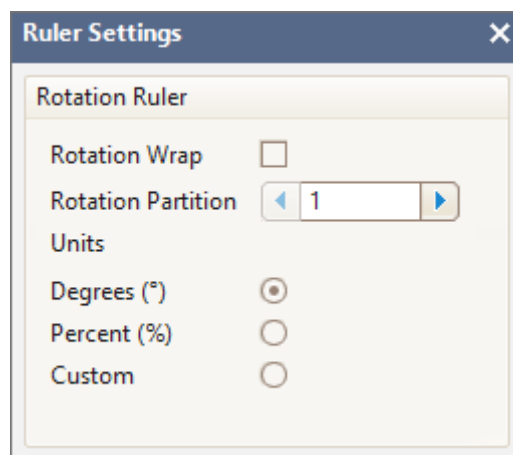 Ruler Settings
Rotation Ruler
Rotation Wrap
Rotation Partition 1
Units
Degrees (°)
Percent (%)
Custom